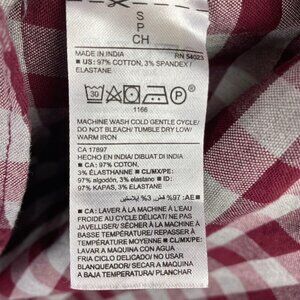 S
P
CH
MADE IN INDIA RN 54023
■ US: 97% COTTON, 3% SPANDEX/
ELASTANE
30 P
1166
MACHINE WASH COLD GENTLE CYCLE/
DO NOT BLEACH/ TUMBLE DRY LOW/
WARM IRON
CA 17897
HECHO EN INDIA/ DIBUAT DI INDIA
■ CA: 97% COTON,
3% ÉLASTHANNE ■ CL/MX/PE:
97% algodón, 3% elastano ■ ID:
97% KAPAS, 3% ELASTANE
■ CA: LAVER À LA MACHINE À L'EAU
FROIDE AU CYCLE DÉLICAT/ NE PAS
JAVELLISER/ SÉCHER À LA MACHINE À
BASSE TEMPÉRATURE/ REPASSER À
TEMPÉRATURE MOYENNE ■ CL/MX/PE:
LAVAR A MAQUINA CON AGUA
FRIA CICLO DELICADO/ NO USAR
BLANQUEADOR/ SECAR A MAQUINA
A BAJA TEMPERATURA/ PLANCHAR